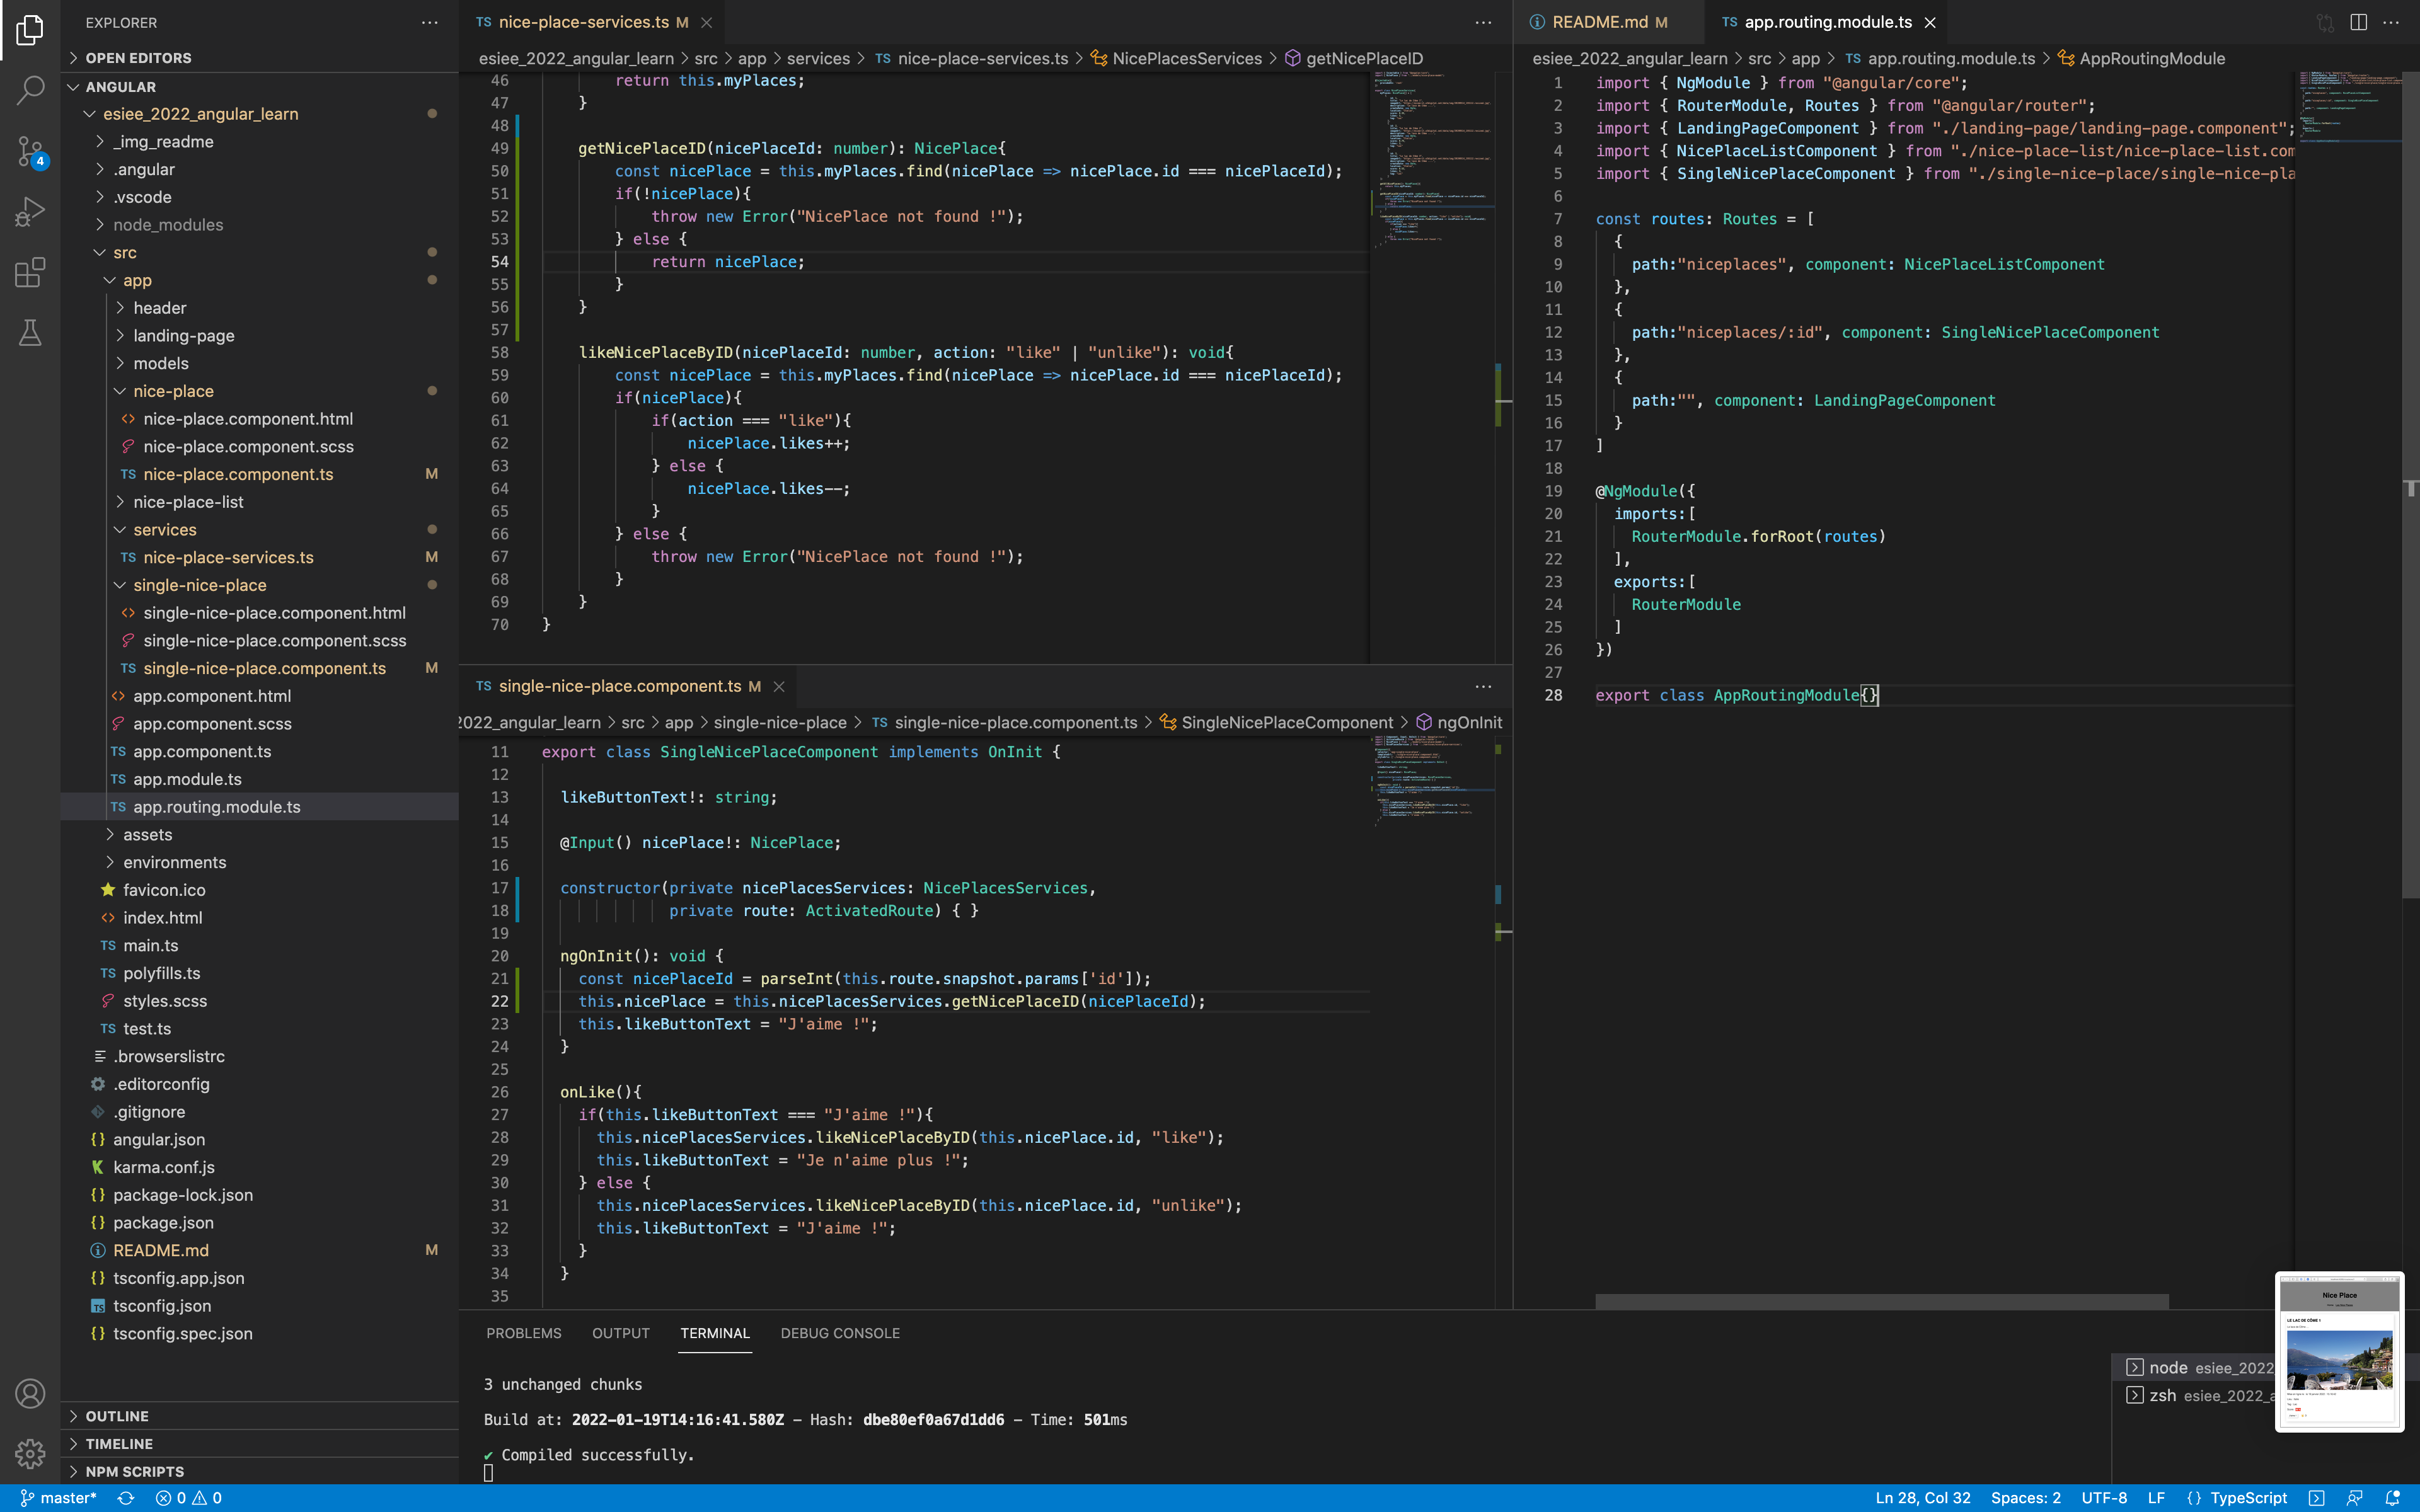 EXPLORER
OPEN EDITORS
ANGULAR
esiee_2022_angular_learn
_img_readme
.angular
.vscode
node_modules
src
app
header
landing-page
models
nice-place
nice-place.component.html
nice-place.component.scss
TS nice-place.component.ts M
nice-place-list
services
TS nice-place-services.ts M
single-nice-place
single-nice-place.component.html
single-nice-place.component.scss
TS single-nice-place.component.ts M
app.component.html
app.component.scss
TS app.component.ts
TS app.module.ts
TS app.routing.module.ts
assets
environments
favicon.ico
index.html
TS main.ts
TS polyfills.ts
styles.scss
TS test.ts
.browserslistrc
.editorconfig
.gitignore
{} angular.json
karma.conf.js
{} package-lock.json
{} package.json
README.md M
{} tsconfig.app.json
TS tsconfig.json
{} tsconfig.spec.json
OUTLINE
TIMELINE
NPM SCRIPTS
4
TS nice-place-services.ts M
esiee_2022_angular_learn > src > app > services > TS nice-place-services.ts > NicePlacesServices > getNicePlaceID
46 return this.myPlaces;
47 }
48
49 getNicePlaceID(nicePlaceId: number): NicePlace{
50 const nicePlace = this.myPlaces.find(nicePlace => nicePlace.id === nicePlaceId);
51 if(!nicePlace){
52 throw new Error("NicePlace not found !");
53 } else {
54 return nicePlace;
55 }
56 }
57
58 likeNicePlaceByID(nicePlaceId: number, action: "like" | "unlike"): void{
59 const nicePlace = this.myPlaces.find(nicePlace => nicePlace.id === nicePlaceId);
60 if(nicePlace){
61 if(action === "like"){
62 nicePlace.likes++;
63 } else {
64 nicePlace.likes--;
65 }
66 } else {
67 throw new Error("NicePlace not found !");
68 }
69 }
70 }
TS single-nice-place.component.ts M
2022_angular_learn > src > app > single-nice-place > TS single-nice-place.component.ts > SingleNicePlaceComponent > ngOnInit
11 export class SingleNicePlaceComponent implements OnInit {
12
13 likeButtonText!: string;
14
15 @Input() nicePlace!: NicePlace;
16
17 constructor(private nicePlacesServices: NicePlacesServices,
18 private route: ActivatedRoute) { }
19
20 ngOnInit(): void {
21 const nicePlaceId = parseInt(this.route.snapshot.params['id']);
22 this.nicePlace = this.nicePlacesServices.getNicePlaceID(nicePlaceId);
23 this.likeButtonText = "J'aime !";
24 }
25
26 onLike(){
27 if(this.likeButtonText === "J'aime !"){
28 this.nicePlacesServices.likeNicePlaceByID(this.nicePlace.id, "like");
29 this.likeButtonText = "Je n'aime plus !";
30 } else {
31 this.nicePlacesServices.likeNicePlaceByID(this.nicePlace.id, "unlike");
32 this.likeButtonText = "J'aime !";
33 }
34 }
35
README.md M
TS app.routing.module.ts
esiee_2022_angular_learn > src > app > TS app.routing.module.ts > AppRoutingModule
1 import { NgModule } from "@angular/core";
2 import { RouterModule, Routes } from "@angular/router";
3 import { LandingPageComponent } from "./landing-page/landing-page.component";
4 import { NicePlaceListComponent } from "./nice-place-list/nice-place-list.com
5 import { SingleNicePlaceComponent } from "./single-nice-place/single-nice-pla
6
7 const routes: Routes = [
8 {
9 path:"niceplaces", component: NicePlaceListComponent
10 },
11 {
12 path:"niceplaces/:id", component: SingleNicePlaceComponent
13 },
14 {
15 path:"", component: LandingPageComponent
16 }
17 ]
18
19 @NgModule({
20 imports:[
21 RouterModule.forRoot(routes)
22 ],
23 exports:[
24 RouterModule
25 ]
26 })
27
28 export class AppRoutingModule{}
PROBLEMS OUTPUT TERMINAL DEBUG CONSOLE
3 unchanged chunks
Build at: 2022-01-19T14:16:41.580Z - Hash: dbe80ef0a67d1dd6 - Time: 501ms
✔ Compiled successfully.
node esiee_2022
zsh esiee_2022_a
Nice Place
LE LAC DE CÔME !
master* 0 0
Ln 28, Col 32 Spaces: 2 UTF-8 LF {} TypeScript